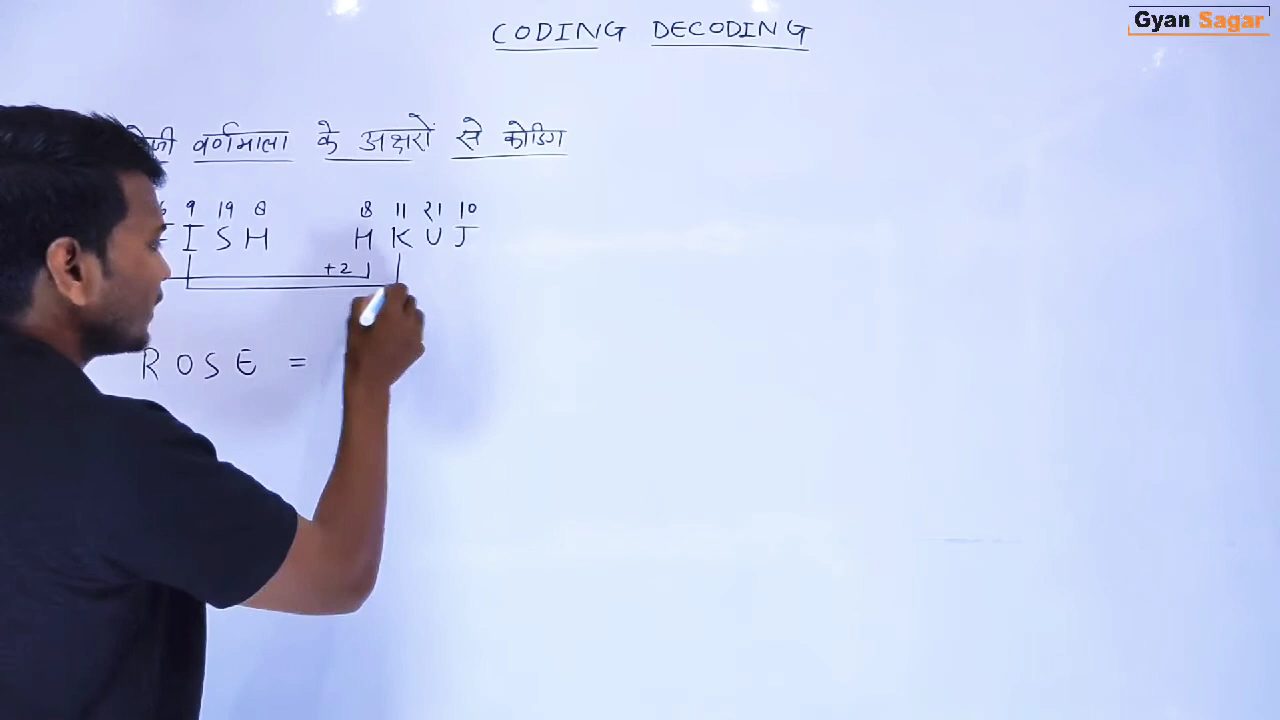 CODING DECODING
Gyan Sagar
वर्णमाला के अक्षरों से कोडिंग
9 19 8 8 11 21 10
I S H H K U J
+2
R O S E =